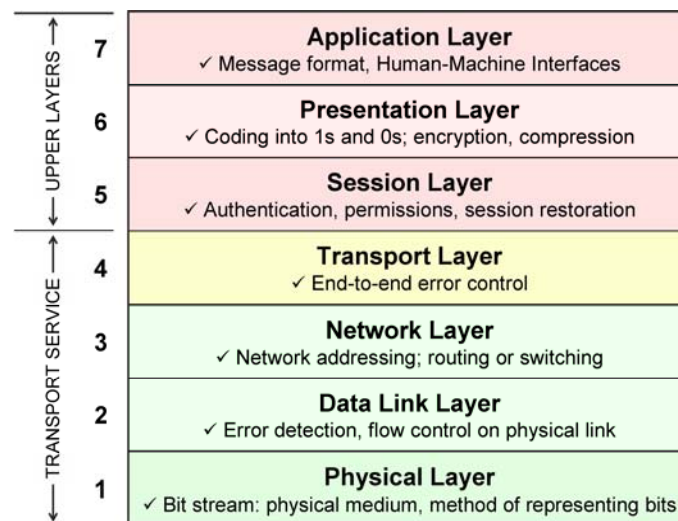 UPPER LAYERS
7
Application Layer
✓ Message format, Human-Machine Interfaces
6
Presentation Layer
✓ Coding into 1s and 0s; encryption, compression
5
Session Layer
✓ Authentication, permissions, session restoration
TRANSPORT SERVICE
4
Transport Layer
✓ End-to-end error control
3
Network Layer
✓ Network addressing; routing or switching
2
Data Link Layer
✓ Error detection, flow control on physical link
1
Physical Layer
✓ Bit stream: physical medium, method of representing bits